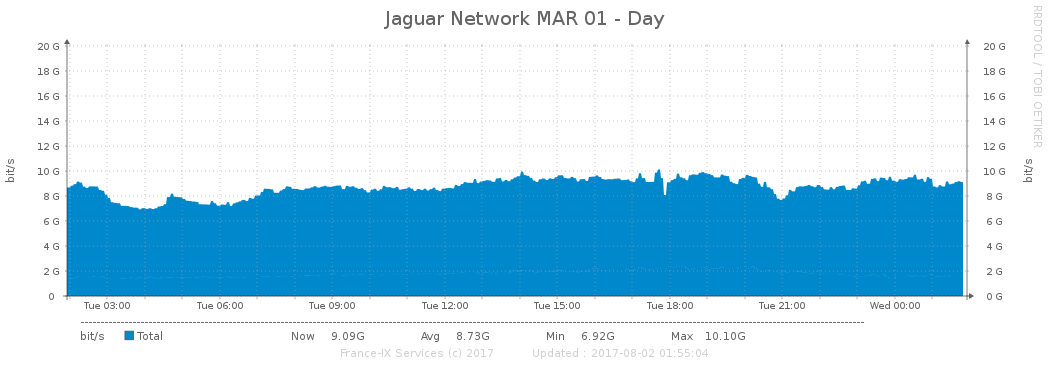 Jaguar Network MAR 01 - Day
RRDTOOL / TOBI OETIKER
bit/s
20 G 20 G
18 G 18 G
16 G 16 G
14 G 14 G
12 G 12 G
10 G 10 G
8 G 8 G
6 G 6 G
4 G 4 G
2 G 2 G
0 0 G
bit/s
Tue 03:00 Tue 06:00 Tue 09:00 Tue 12:00 Tue 15:00 Tue 18:00 Tue 21:00 Wed 00:00
bit/s Total Now 9.09G Avg 8.73G Min 6.92G Max 10.10G
France-IX Services (c) 2017 Updated : 2017-08-02 01:55:04